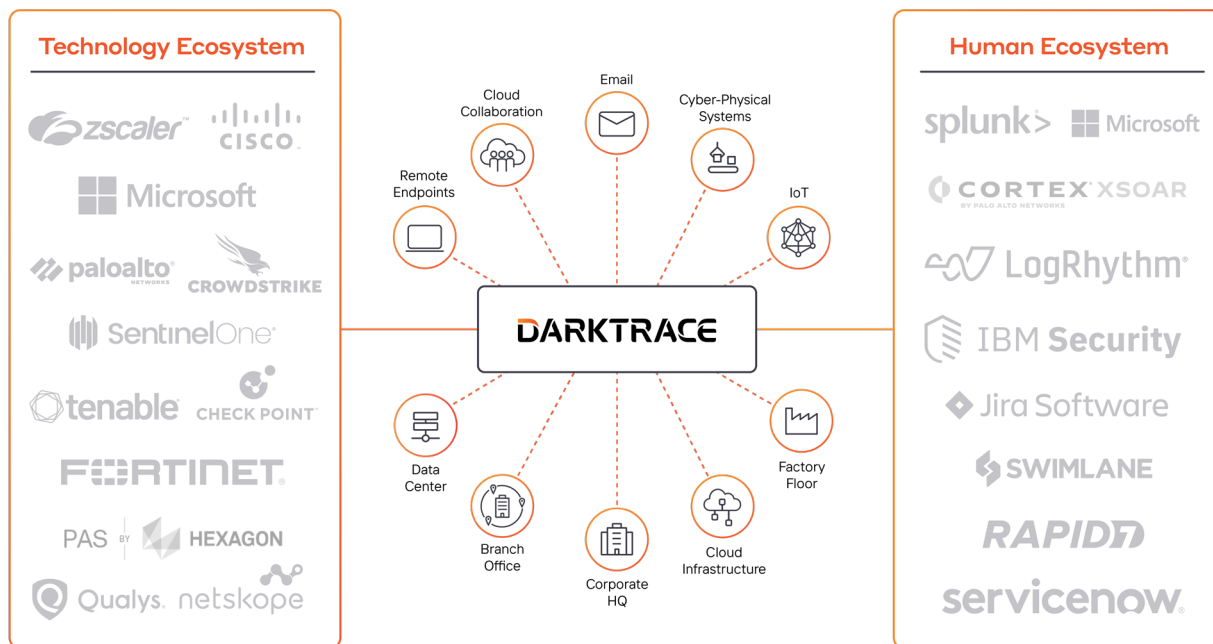 Technology Ecosystem
zscaler™
CISCO
Microsoft
paloalto®
NETWORKS
CROWDSTRIKE
SentinelOne®
tenable®
CHECK POINT™
FORTINET®
PAS BY HEXAGON
Qualys.
netskope
Email
Cloud
Collaboration
Cyber-Physical
Systems
Remote
Endpoints
IoT
DARKTRACE
Data
Center
Factory
Floor
Branch
Office
Cloud
Infrastructure
Corporate
HQ
Human Ecosystem
splunk>
Microsoft
CORTEX® XSOAR
BY PALO ALTO NETWORKS
LogRhythm®
IBM Security
Jira Software
SWIMLANE
RAPID7
servicenow®